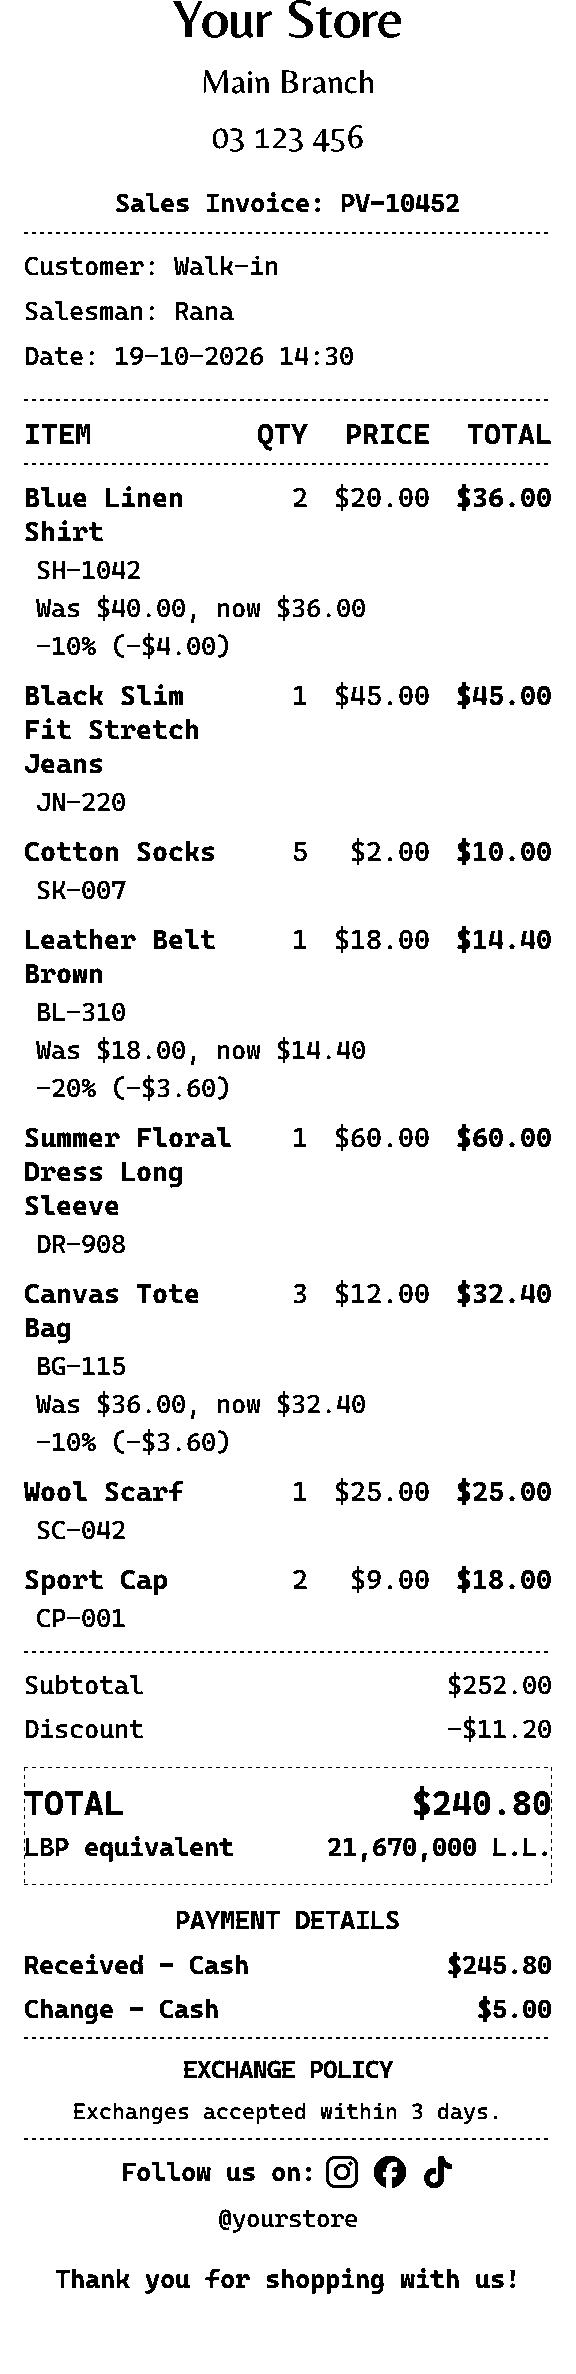 Your Store
Main Branch
03 123 456
Sales Invoice: PV-10452
Customer: Walk-in
Salesman: Rana
Date: 19-10-2026 14:30
ITEM QTY PRICE TOTAL
Blue Linen 2 $20.00 $36.00
Shirt
SH-1042
Was $40.00, now $36.00
-10% (-$4.00)
Black Slim 1 $45.00 $45.00
Fit Stretch
Jeans
JN-220
Cotton Socks 5 $2.00 $10.00
SK-007
Leather Belt 1 $18.00 $14.40
Brown
BL-310
Was $18.00, now $14.40
-20% (-$3.60)
Summer Floral 1 $60.00 $60.00
Dress Long
Sleeve
DR-908
Canvas Tote 3 $12.00 $32.40
Bag
BG-115
Was $36.00, now $32.40
-10% (-$3.60)
Wool Scarf 1 $25.00 $25.00
SC-042
Sport Cap 2 $9.00 $18.00
CP-001
Subtotal $252.00
Discount -$11.20
TOTAL $240.80
LBP equivalent 21,670,000 L.L.
PAYMENT DETAILS
Received - Cash $245.80
Change - Cash $5.00
EXCHANGE POLICY
Exchanges accepted within 3 days.
Follow us on:
@yourstore
Thank you for shopping with us!